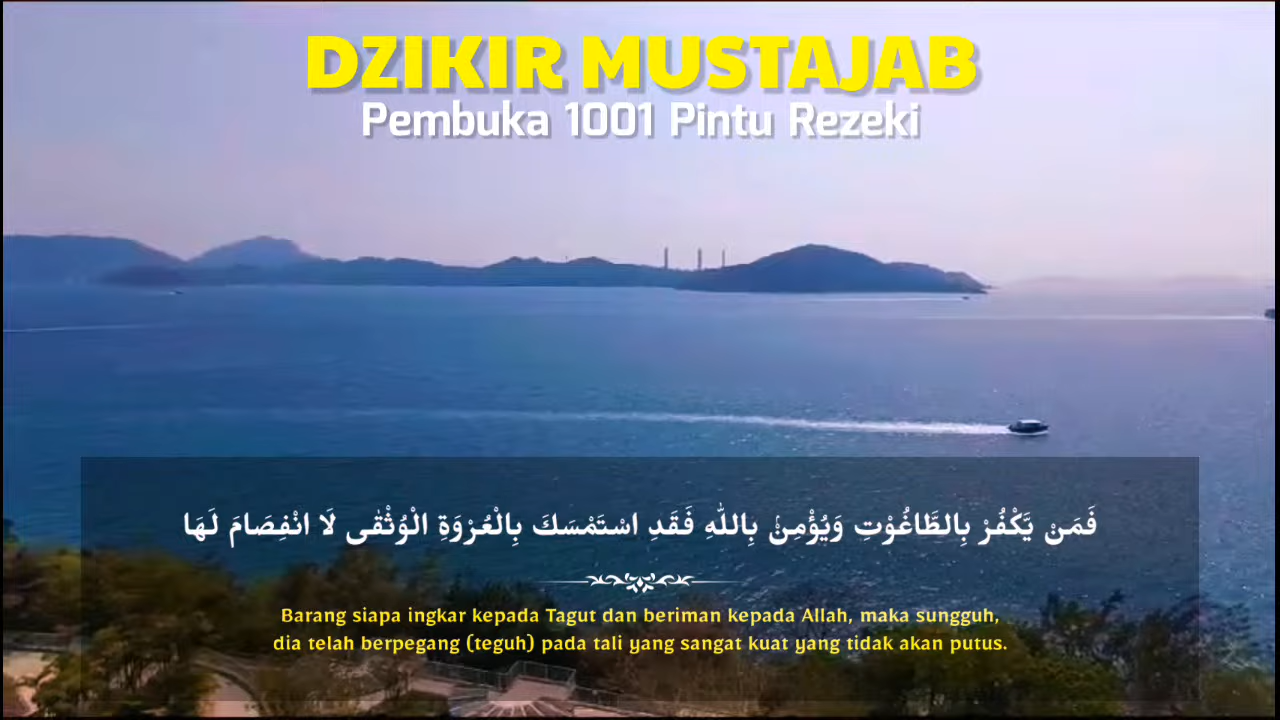 DZIKIR MUSTAJAB
Pembuka 1001 Pintu Rezeki
فَمَنْ يَّكْفُرْ بِالطَّاغُوْتِ وَيُؤْمِنْۢ بِاللّٰهِ فَقَدِ اسْتَمْسَكَ بِالْعُرْوَةِ الْوُثْقٰى لَا انْفِصَامَ لَهَا
Barang siapa ingkar kepada Tagut dan beriman kepada Allah, maka sungguh,
dia telah berpegang (teguh) pada tali yang sangat kuat yang tidak akan putus.